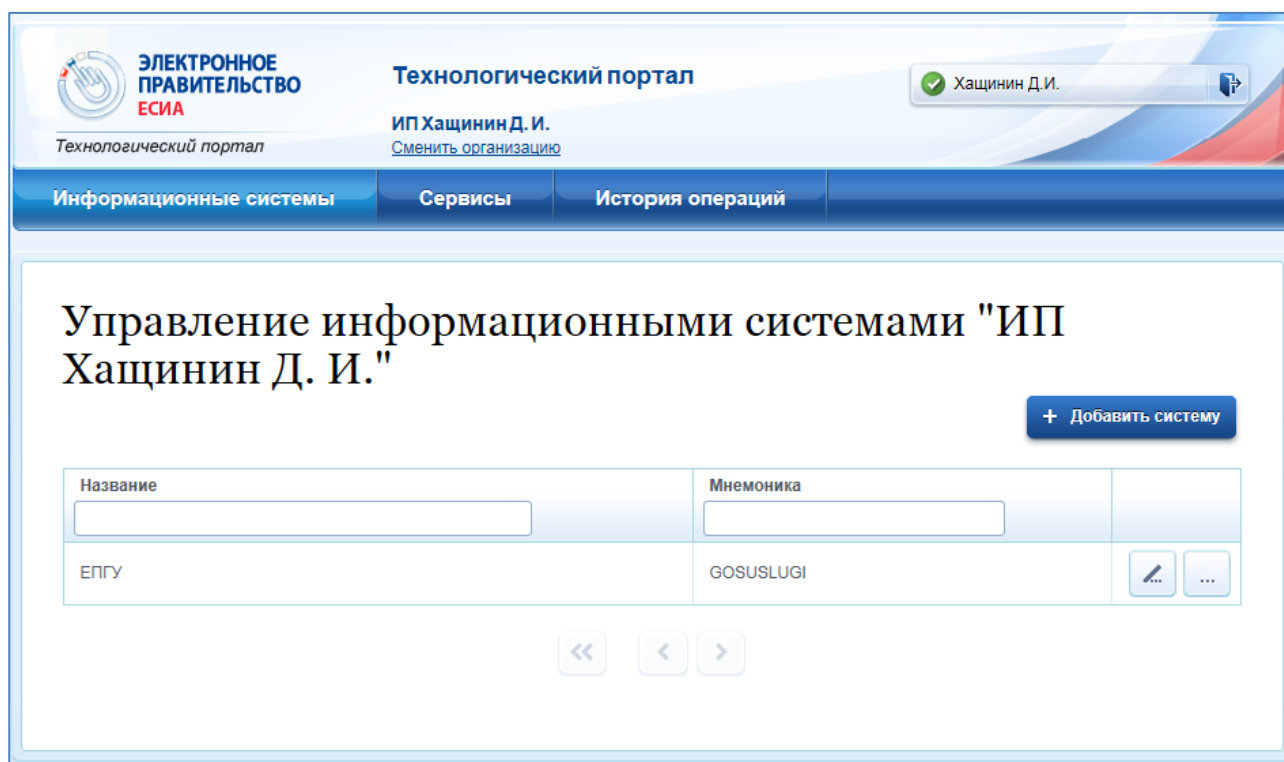 ЭЛЕКТРОННОЕ
ПРАВИТЕЛЬСТВО
ЕСИА
Технологический портал
Технологический портал
ИП Хащинин Д. И.
Сменить организацию
Хащинин Д.И.
Информационные системы
Сервисы
История операций
Управление информационными системами "ИП
Хащинин Д. И."
+ Добавить систему
Название
Мнемоника
ЕПГУ
GOSUSLUGI
...